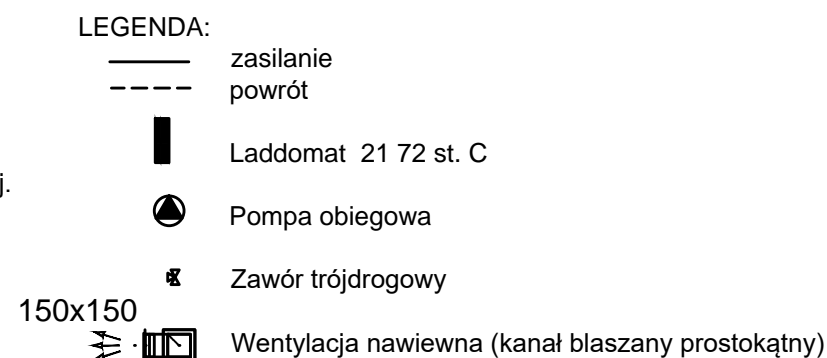 LEGENDA:
zasilanie
powrót
Laddomat 21 72 st. C
j.
Pompa obiegowa
Zawór trójdrogowy
150x150
Wentylacja nawiewna (kanał blaszany prostokątny)